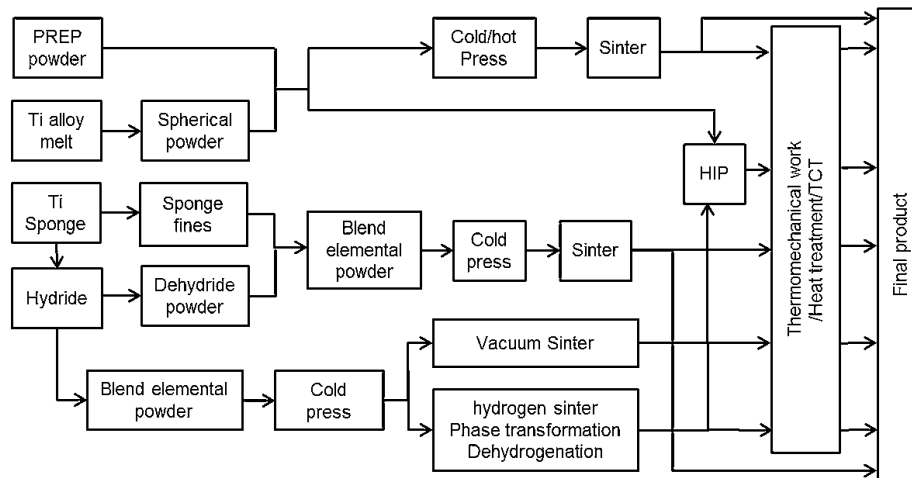 PREP
powder
Cold/hot
Press
Sinter
Ti alloy
melt
Spherical
powder
HIP
Ti
Sponge
Sponge
fines
Blend
elemental
powder
Cold
press
Sinter
Hydride
Dehydride
powder
Vacuum Sinter
Blend elemental
powder
Cold
press
hydrogen sinter
Phase transformation
Dehydrogenation
Thermomechanical work
/Heat treatment/TCT
Final product